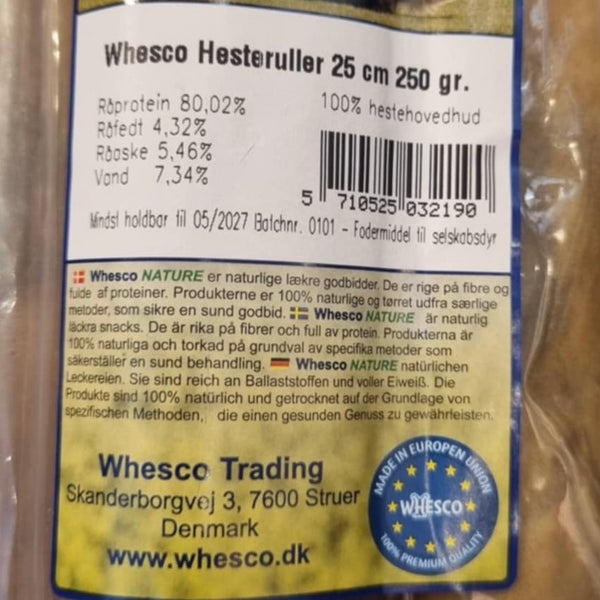 Whesco Hesteruller 25 cm 250 gr.
Råprotein 80,02%
Råfedt 4,32%
Råaske 5,46%
Vand 7,34%
100% hestehovedhud
5 710525 032190
Mindst holdbar til 05/2027 Batchnr. 0101 - Fodermiddel til selskabsdyr
Whesco NATURE er naturlige lækre godbidder. De er rige på fibre og
fulde af proteiner. Produkterne er 100% naturlige og tørret udfra særlige
metoder, som sikre en sund godbid. Whesco NATURE är naturlig
läckra snacks. De är rika på fibrer och full av protein. Produkterna är
100% naturliga och torkad på grundval av specifika metoder som
säkerställer en sund behandling. Whesco NATURE natürlichen
Leckereien. Sie sind reich an Ballaststoffen und voller Eiweiß. Die
Produkte sind 100% natürlich und getrocknet auf der Grundlage von
spezifischen Methoden, die einen gesunden Genuss zu gewährleisten.
Whesco Trading
Skanderborgvej 3, 7600 Struer
Denmark
www.whesco.dk
MADE IN EUROPEN UNION
WHESCO
100% PREMIUM QUALITY